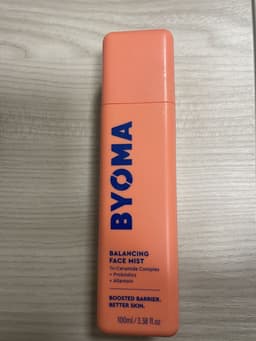 BYOMA
BALANCING
FACE MIST
Tri-Ceramide Complex
+ Probiotics
+ Allantoin
BOOSTED BARRIER.
BETTER SKIN.
100ml / 3.38 fl.oz